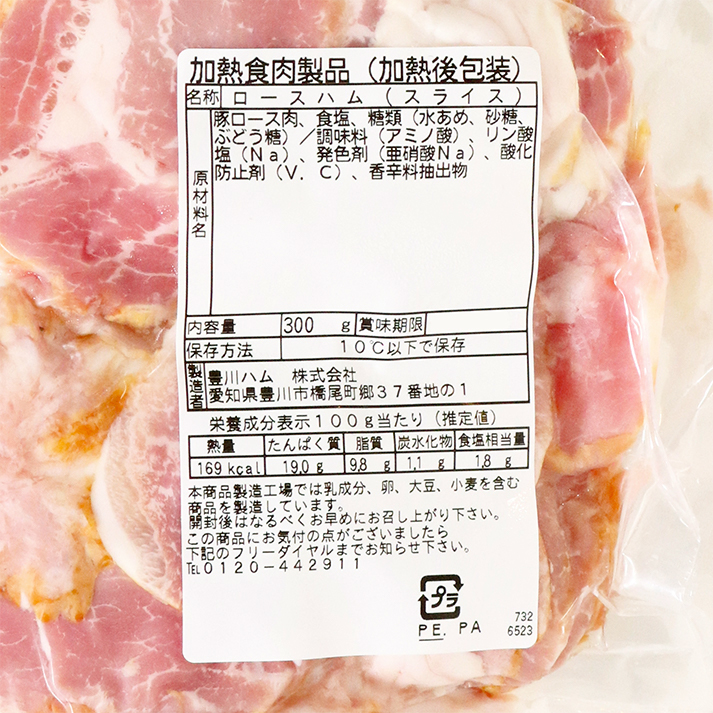 加熱食肉製品（加熱後包装）
名称 ロースハム（スライス）
原材料名
豚ロース肉、食塩、糖類（水あめ、砂糖、
ぶどう糖）／調味料（アミノ酸）、リン酸
塩（Ｎａ）、発色剤（亜硝酸Ｎａ）、酸化
防止剤（Ｖ．Ｃ）、香辛料抽出物
内容量 300 g 賞味期限
保存方法 １０℃以下で保存
製造者
豊川ハム 株式会社
愛知県豊川市橋尾町郷３７番地の１
栄養成分表示１００ｇ当たり（推定値）
熱量 たんぱく質 脂質 炭水化物 食塩相当量
169 kcal 19.0 g 9.8 g 1.1 g 1.8 g
本商品製造工場では乳成分、卵、大豆、小麦を含む
商品を製造しています。
開封後はなるべくお早めにお召し上がり下さい。
この商品にお気付の点がございましたら
下記のフリーダイヤルまでお知らせ下さい。
℡０１２０－４４２９１１
プラ
PE. PA
732
6523